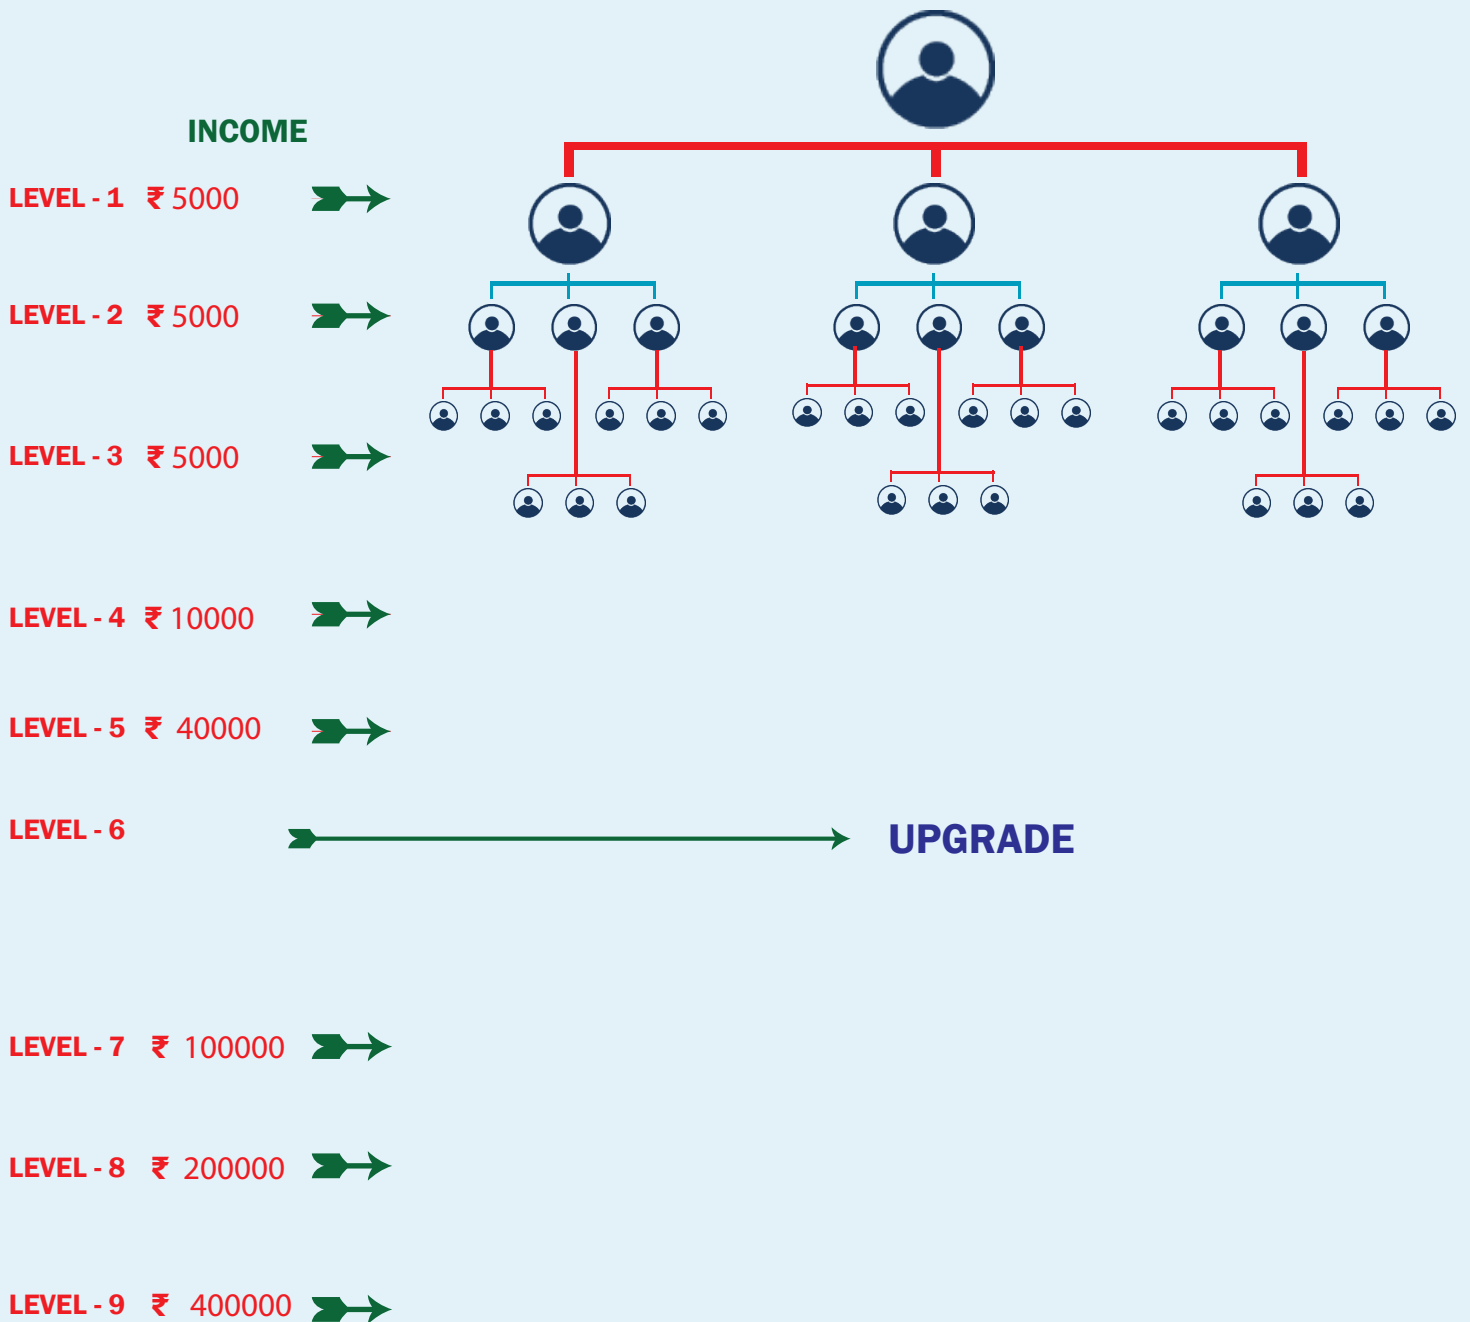 INCOME
LEVEL - 1 ₹ 5000
LEVEL - 2 ₹ 5000
LEVEL - 3 ₹ 5000
LEVEL - 4 ₹ 10000
LEVEL - 5 ₹ 40000
LEVEL - 6 UPGRADE
LEVEL - 7 ₹ 100000
LEVEL - 8 ₹ 200000
LEVEL - 9 ₹ 400000